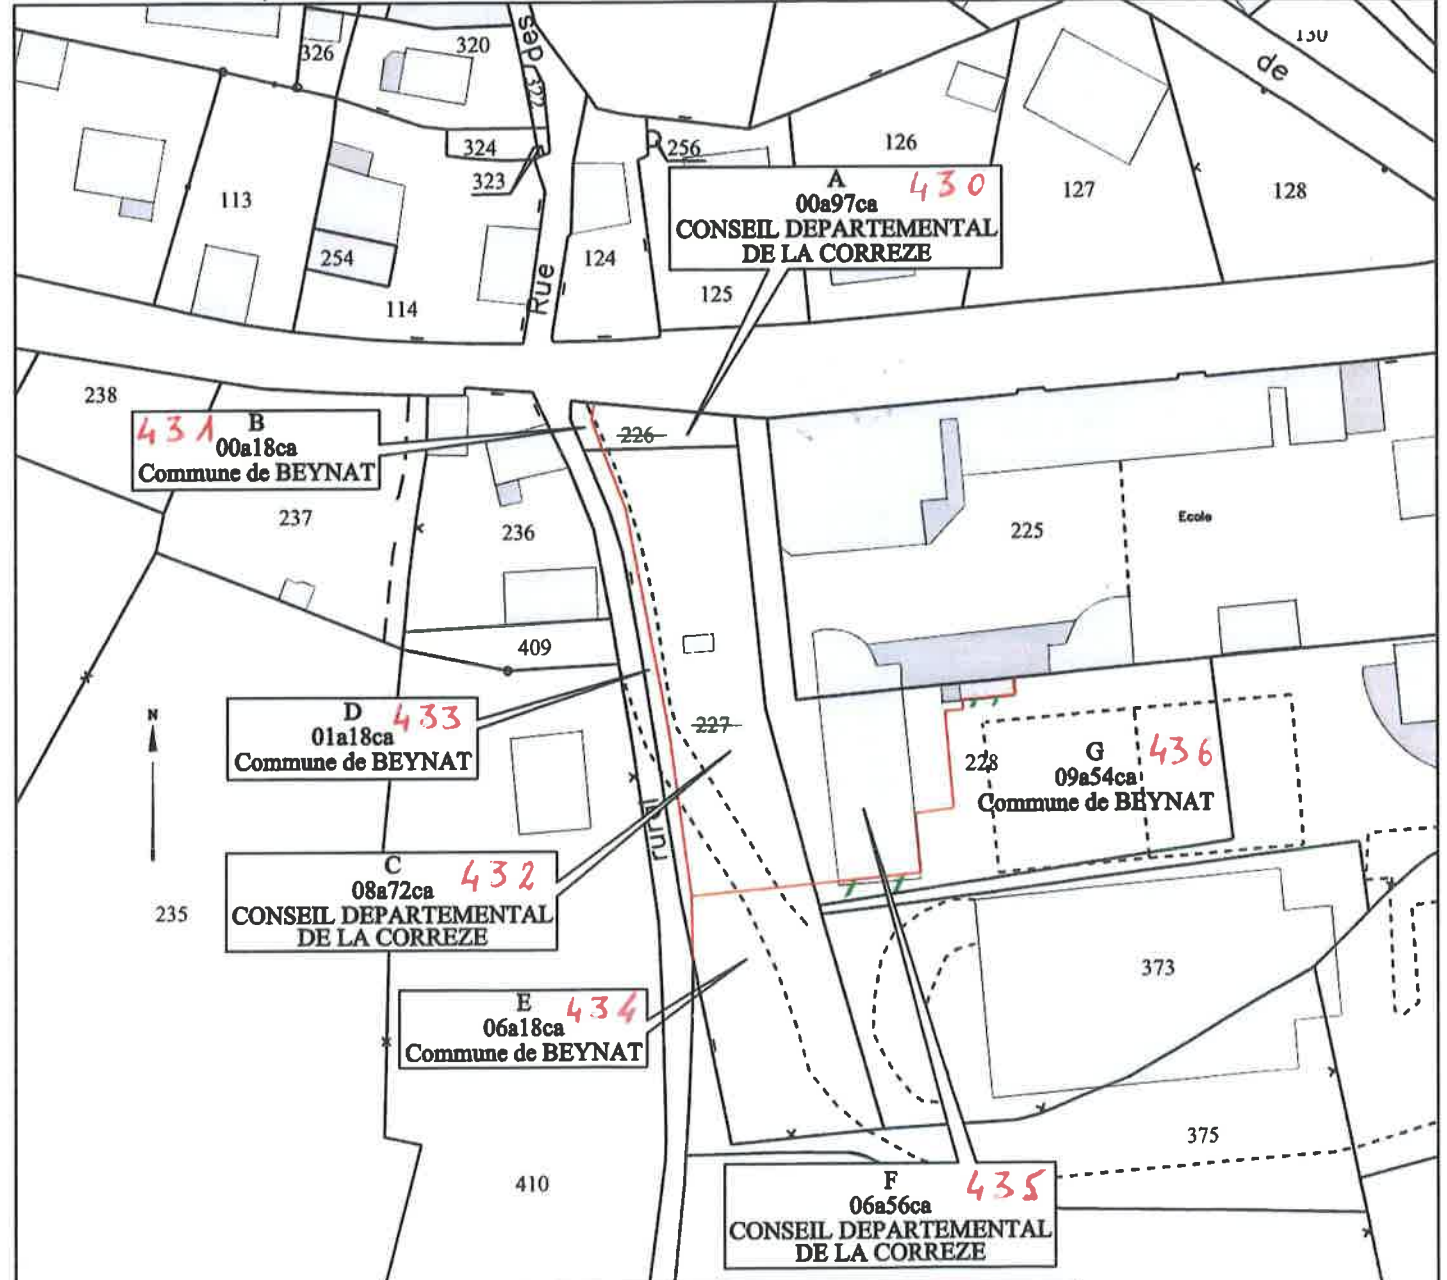 326
320
des
322
130
de
324
323
256
126
127
128
113
254
114
Rue
124
125
A 430
00a97ca
CONSEIL DEPARTEMENTAL
DE LA CORREZE
238
431 B
00a18ca
Commune de BEYNAT
226
237
236
225
Ecole
409
D 433
01a18ca
Commune de BEYNAT
227
N
228
G 436
09a54ca
Commune de BEYNAT
rural
C 432
08a72ca
CONSEIL DEPARTEMENTAL
DE LA CORREZE
235
373
E 434
06a18ca
Commune de BEYNAT
375
410
F 435
06a56ca
CONSEIL DEPARTEMENTAL
DE LA CORREZE